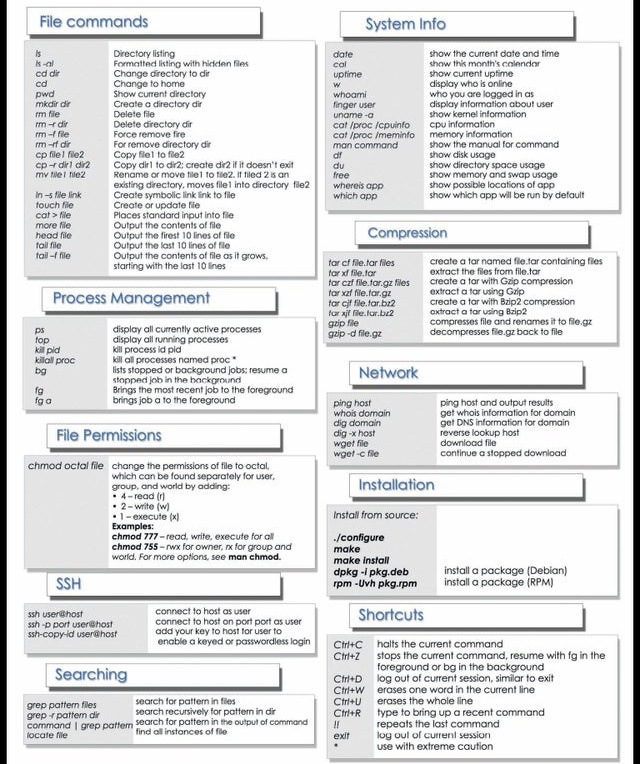 File commands
ls Directory listing
ls -al Formatted listing with hidden files
cd dir Change directory to dir
cd Change to home
pwd Show current directory
mkdir dir Create a directory dir
rm file Delete file
rm –r dir Delete directory dir
rm –f file Force remove fire
rm –rf dir For remove directory dir
cp file1 file2 Copy file1 to file2
cp –r dir1 dir2 Copy dir1 to dir2; create dir2 if it doesn't exit
mv file1 file2 Rename or move file1 to file2. if filed 2 is an
existing directory, moves file1 into directory file2
ln –s file link Create symbolic link link to file
touch file Create or update file
cat > file Places standard input into file
more file Output the contents of file
head file Output the firest 10 lines of file
tail file Output the last 10 lines of file
tail –f file Output the contents of file as it grows,
starting with the last 10 lines
Process Management
ps display all currently active processes
top display all running processes
kill pid kill process id pid
killall proc kill all processes named proc *
bg lists stopped or background jobs; resume a
stopped job in the background
fg Brings the most recent job to the foreground
fg a brings job a to the foreground
File Permissions
chmod octal file change the permissions of file to octal,
which can be found separately for user,
group, and world by adding:
• 4 – read (r)
• 2 – write (w)
• 1 – execute (x)
Examples:
chmod 777 – read, write, execute for all
chmod 755 – rwx for owner, rx for group and
world. For more options, see man chmod.
SSH
ssh user@host connect to host as user
ssh -p port user@host connect to host on port port as user
ssh-copy-id user@host add your key to host tor user to
enable a keyed or passwordless login
Searching
grep pattern files search for pattern in files
grep -r pattern dir search recursively for pattern in dir
command | grep pattern search for pattern in the output of command
locate file find all instances of file
System Info
date show the current date and time
cal show this month's calendar
uptime show current uptime
w display who is online
whoami who you are logged in as
finger user display information about user
uname -a show kernel information
cat /proc /cpuinfo cpu information
cat /proc /meminfo memory information
man command show the manual for command
df show disk usage
du show directory space usage
free show memory and swap usage
whereis app show possible locations of app
which app show which app will be run by default
Compression
tar cf file.tar files create a tar named file.tar containing files
tar xf file.tar extract the files from file.tar
tar czf file.tar.gz files create a tar with Gzip compression
tar xzf file.tar.gz extract a tar using Gzip
tar cjf file.tar.bz2 create a tar with Bzip2 compression
tar xjf file.tar.bz2 extract a tar using Bzip2
gzip file compresses file and renames it to file.gz
gzip -d file.gz decompresses file.gz back to file
Network
ping host ping host and output results
whois domain get whois information for domain
dig domain get DNS information for domain
dig -x host reverse lookup host
wget file download file
wget -c file continue a stopped download
Installation
Install from source:
./configure
make
make install
dpkg -i pkg.deb install a package (Debian)
rpm -Uvh pkg.rpm install a package (RPM)
Shortcuts
Ctrl+C halts the current command
Ctrl+Z stops the current command, resume with fg in the
foreground or bg in the background
Ctrl+D log out of current session, similar to exit
Ctrl+W erases one word in the current line
Ctrl+U erases the whole line
Ctrl+R type to bring up a recent command
!! repeats the last command
exit log out of current session
* use with extreme caution